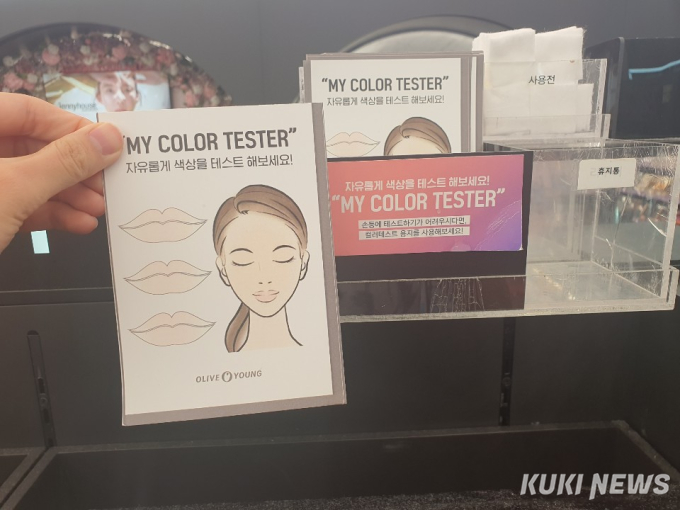 "MY COLOR TESTER"
자유롭게 색상을 테스트 해보세요!
OLIVE YOUNG
"MY COLOR TESTER"
자유롭게 색상을 테스트 해보세요!
사용전
휴지통
자유롭게 색상을 테스트 해보세요!
"MY COLOR TESTER"
손등에 테스트하기가 어려우시다면,
컬러테스트 용지를 사용해보세요!
KUKI NEWS